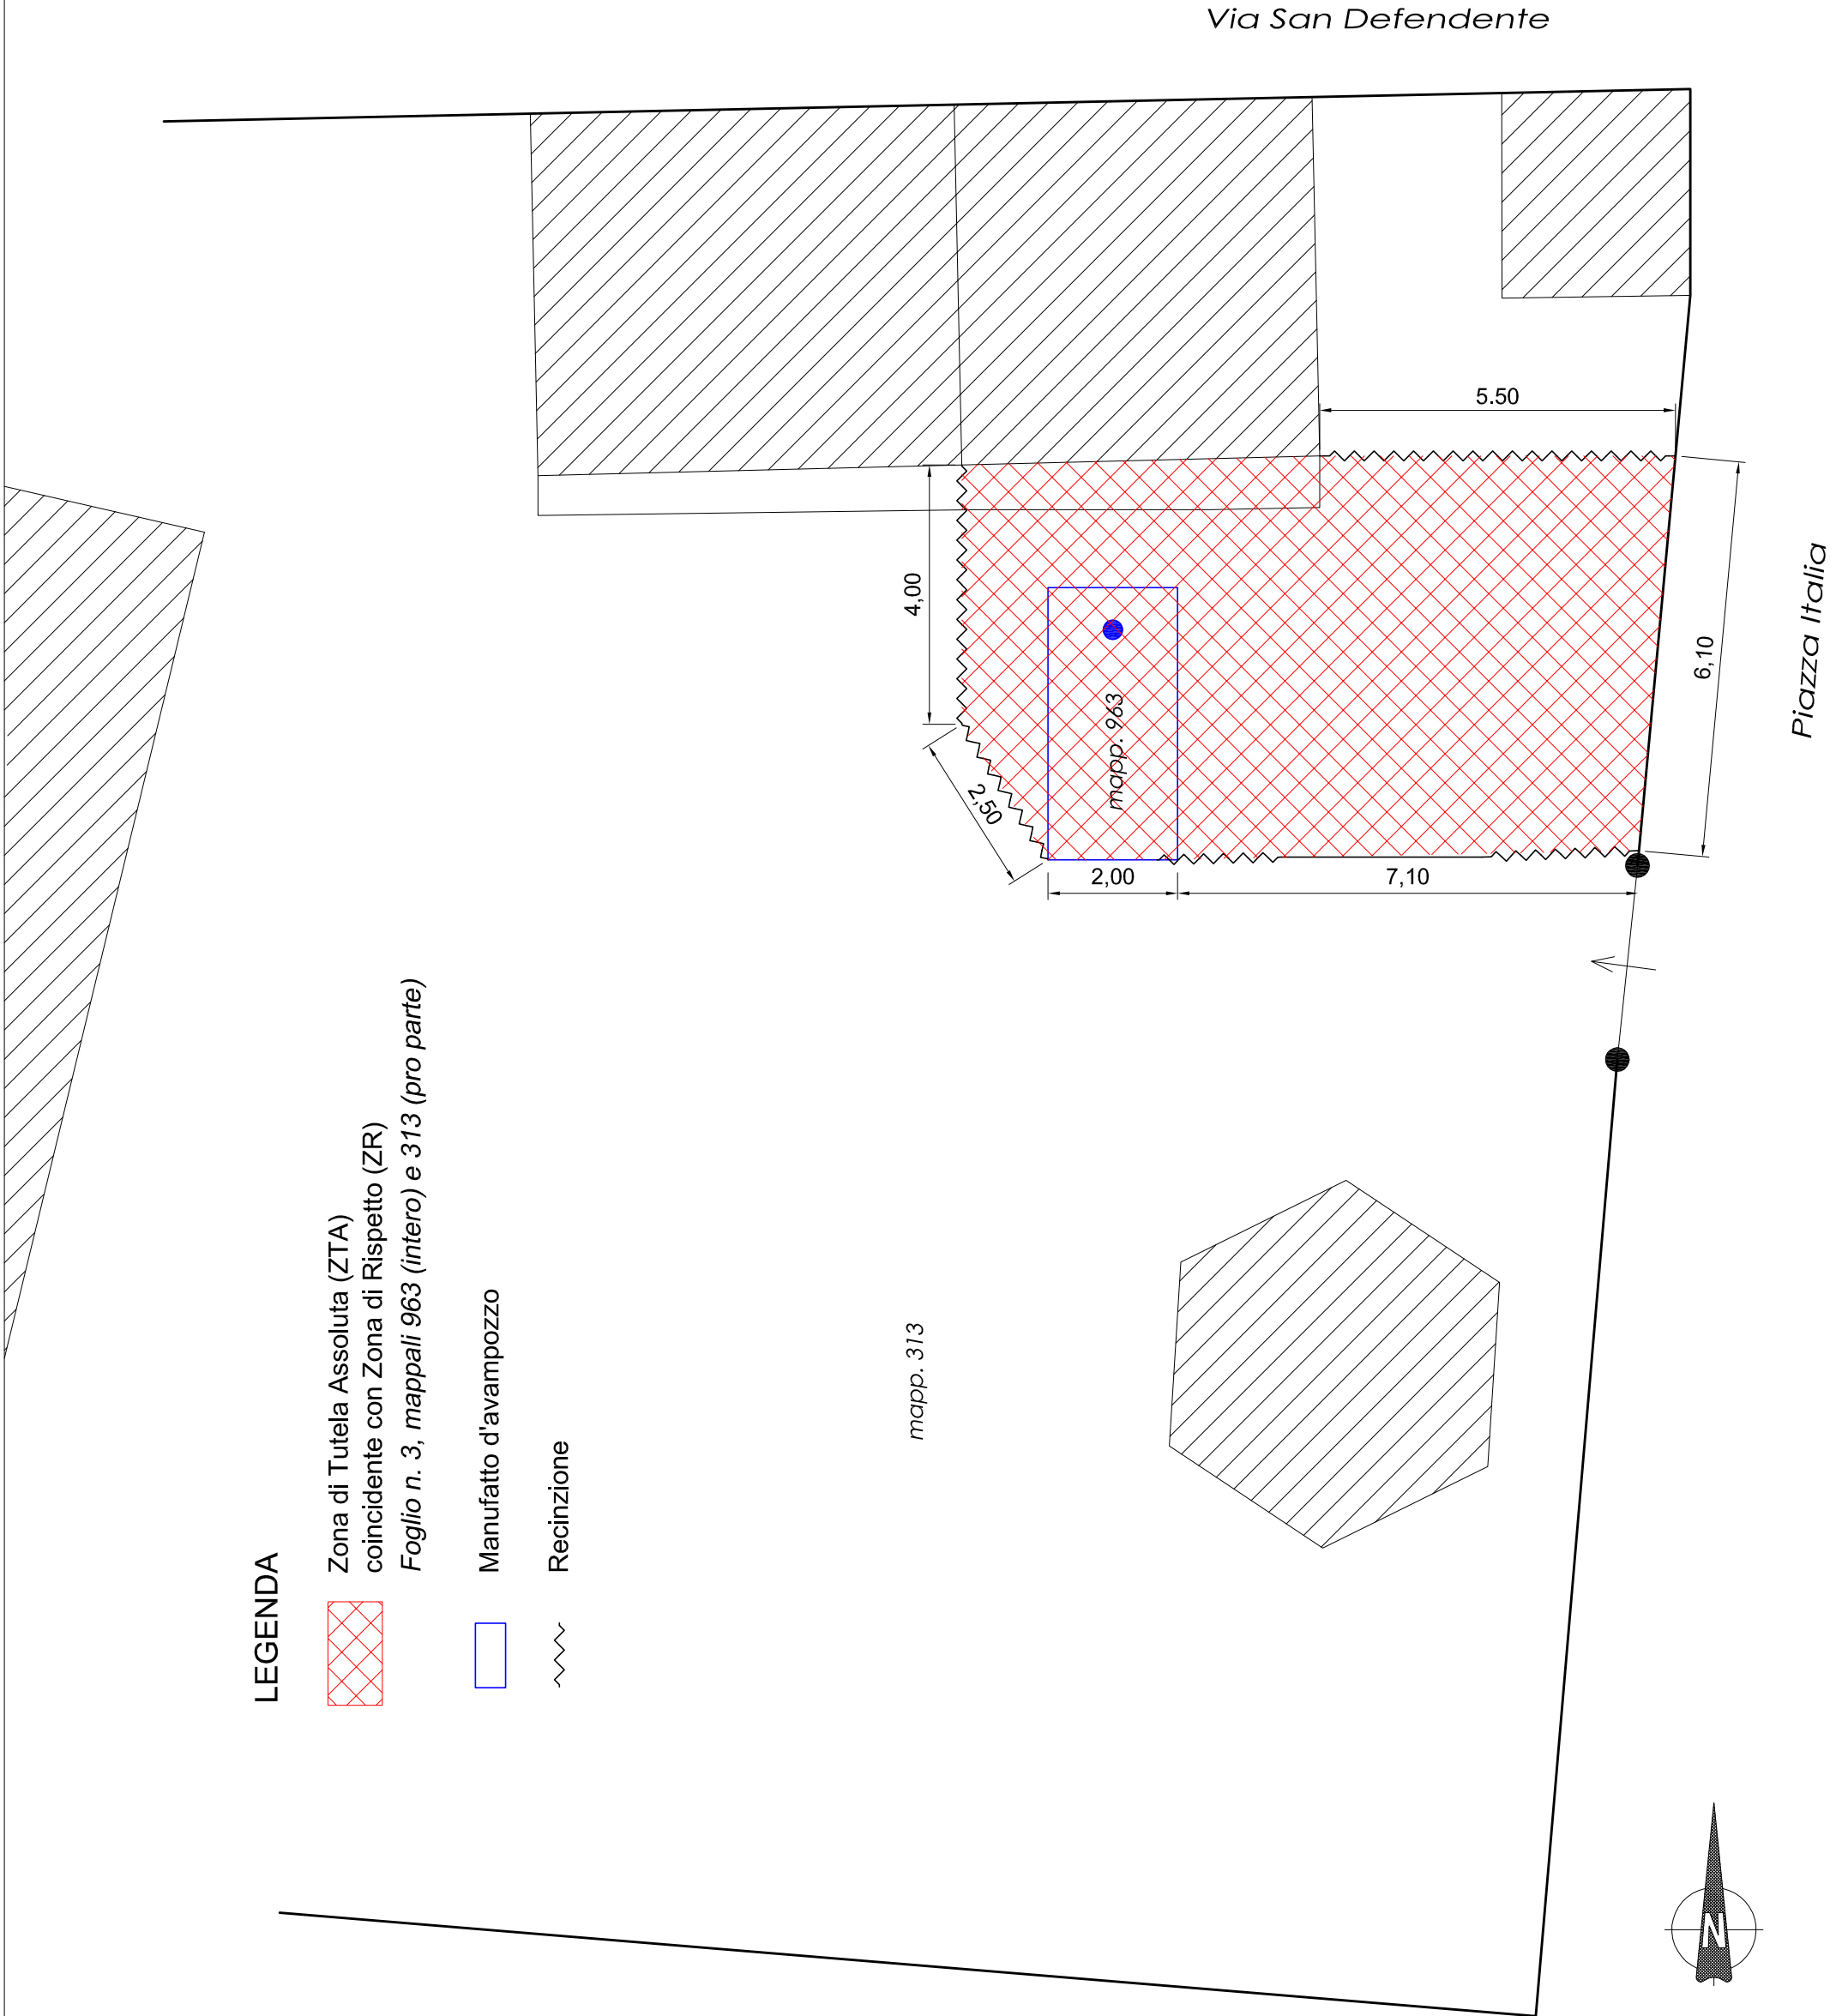 Via San Defendente
5.50
4,00
6,10
Piazza Italia
mapp. 963
2,50
2,00
7,10
mapp. 313
LEGENDA
Zona di Tutela Assoluta (ZTA)
coincidente con Zona di Rispetto (ZR)
Foglio n. 3, mappali 963 (intero) e 313 (pro parte)
Manufatto d'avampozzo
Recinzione
N